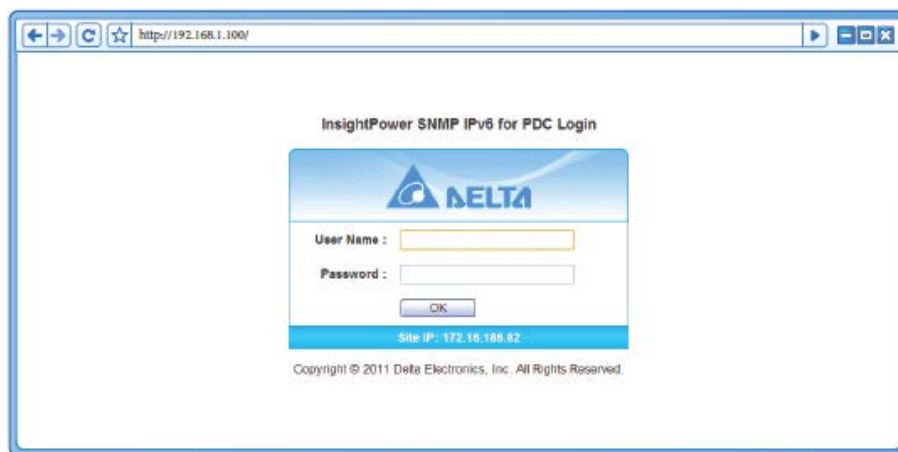 http://192.168.1.100/
InsightPower SNMP IPv6 for PDC Login
DELTA
User Name :
Password :
OK
Site IP: 172.16.186.82
Copyright © 2011 Delta Electronics, Inc. All Rights Reserved.